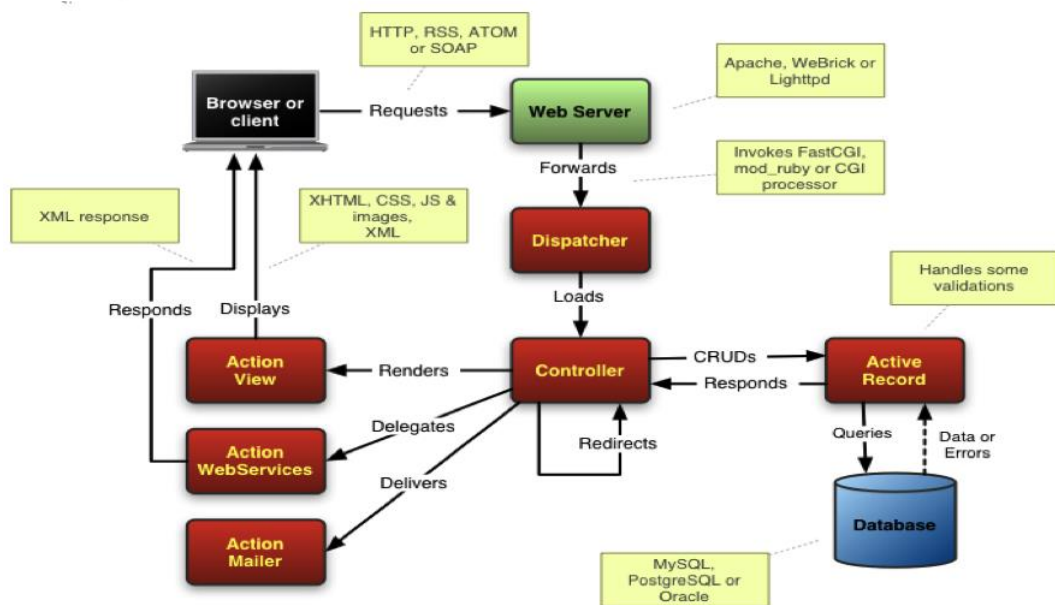 HTTP, RSS, ATOM
or SOAP
Apache, WeBrick or
Lighttpd
Browser or
client
Requests
Web Server
Forwards
Invokes FastCGI,
mod_ruby or CGI
processor
XML response
XHTML, CSS, JS &
images,
XML
Dispatcher
Handles some
validations
Responds
Displays
Loads
Action
View
Renders
Controller
CRUDs
Responds
Active
Record
Delegates
Redirects
Queries
Data or
Errors
Action
WebServices
Delivers
Action
Mailer
Database
MySQL,
PostgreSQL or
Oracle